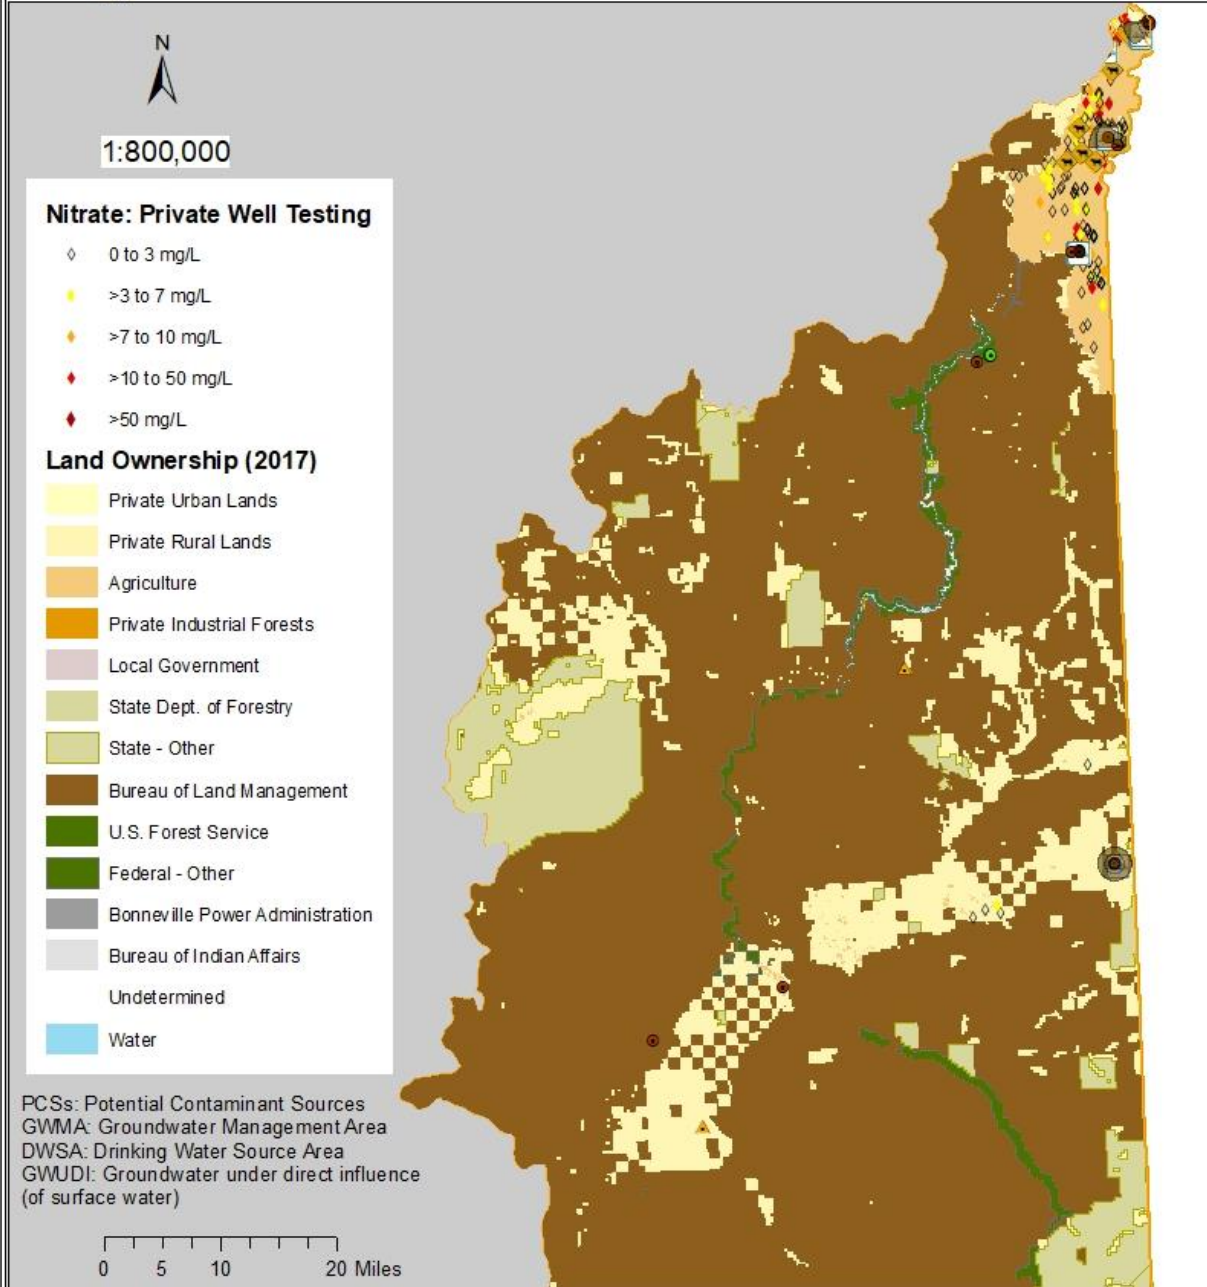 N
1:800,000
Nitrate: Private Well Testing
0 to 3 mg/L
>3 to 7 mg/L
>7 to 10 mg/L
>10 to 50 mg/L
>50 mg/L
Land Ownership (2017)
Private Urban Lands
Private Rural Lands
Agriculture
Private Industrial Forests
Local Government
State Dept. of Forestry
State - Other
Bureau of Land Management
U.S. Forest Service
Federal - Other
Bonneville Power Administration
Bureau of Indian Affairs
Undetermined
Water
PCSs: Potential Contaminant Sources
GWMA: Groundwater Management Area
DWSA: Drinking Water Source Area
GWUDI: Groundwater under direct influence
(of surface water)
0 5 10 20 Miles